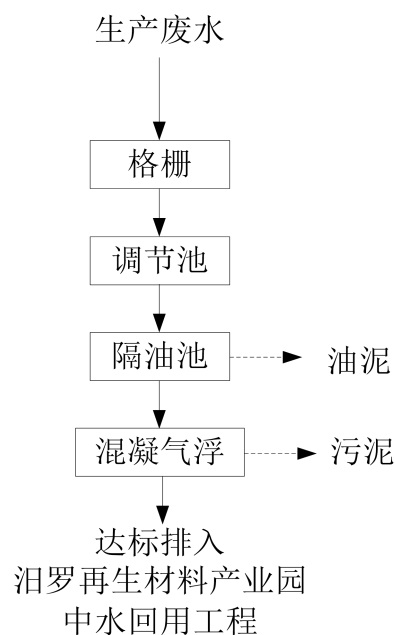 生产废水
格栅
调节池
隔油池
油泥
混凝气浮
污泥
达标排入
汨罗再生材料产业园
中水回用工程